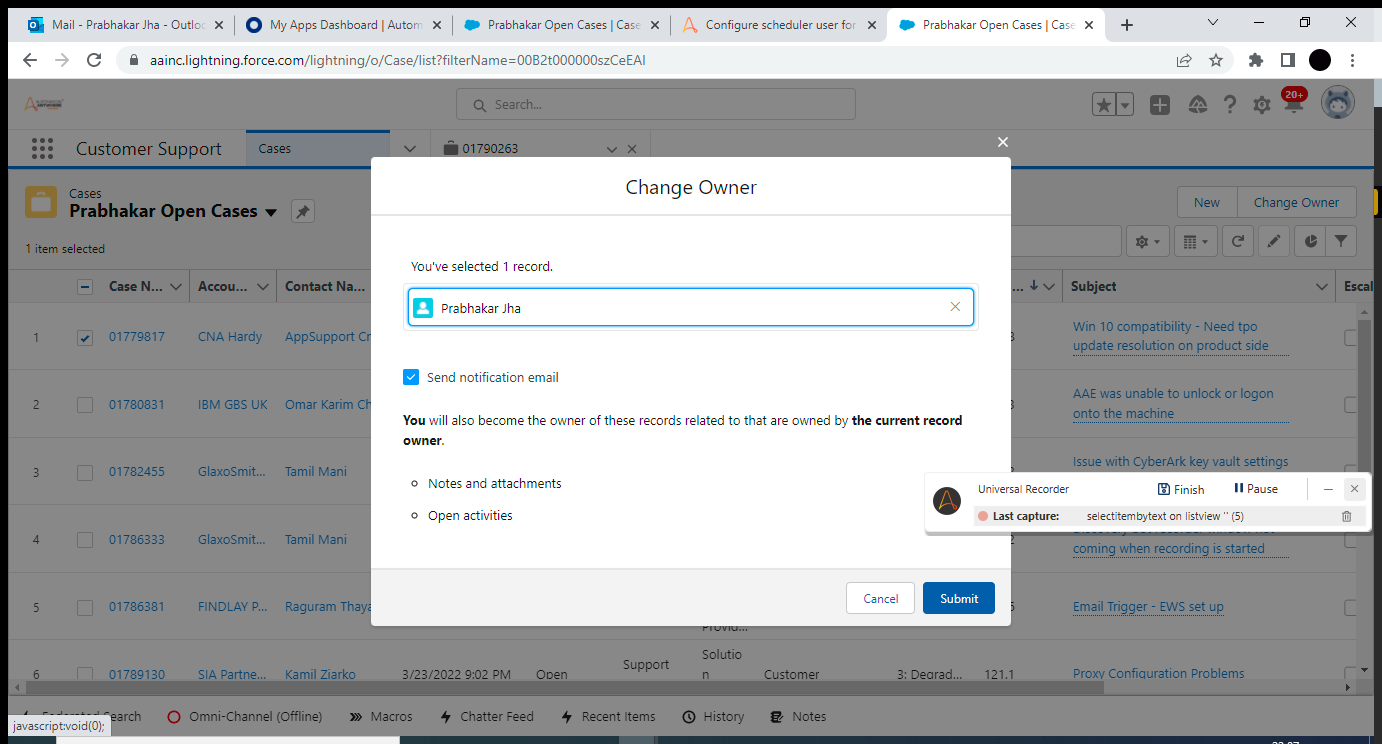 Mail - Prabhakar Jha - Outloo
My Apps Dashboard | Autom
Prabhakar Open Cases | Case
Configure scheduler user for
Prabhakar Open Cases | Case
aainc.lightning.force.com/lightning/o/Case/list?filterName=00B2t000000szCeEAI
Search...
20+
Customer Support
Cases
01790263
Cases
Prabhakar Open Cases
New
Change Owner
1 item selected
Case N...
Accou...
Contact Na...
Subject
Escal
1
01779817
CNA Hardy
AppSupport Cr
Win 10 compatibility - Need tpo
update resolution on product side
2
01780831
IBM GBS UK
Omar Karim Ch
AAE was unable to unlock or logon
onto the machine
3
01782455
GlaxoSmit...
Tamil Mani
Issue with CyberArk key vault settings
4
01786333
GlaxoSmit...
Tamil Mani
coming when recording is started
5
01786381
FINDLAY P...
Raguram Thaya
Provid...
Email Trigger - EWS set up
6
01789130
SIA Partne...
Kamil Ziarko
3/23/2022 9:02 PM
Open
Support
Solutio
n
Customer
3: Degrad...
121.1
Proxy Configuration Problems
Change Owner
You've selected 1 record.
Prabhakar Jha
Send notification email
You will also become the owner of these records related to that are owned by the current record
owner.
Notes and attachments
Open activities
Cancel
Submit
Universal Recorder
Finish
Pause
Last capture:
selectitembytext on listview '' (5)
Search
Omni-Channel (Offline)
Macros
Chatter Feed
Recent Items
History
Notes
javascript:void(0);